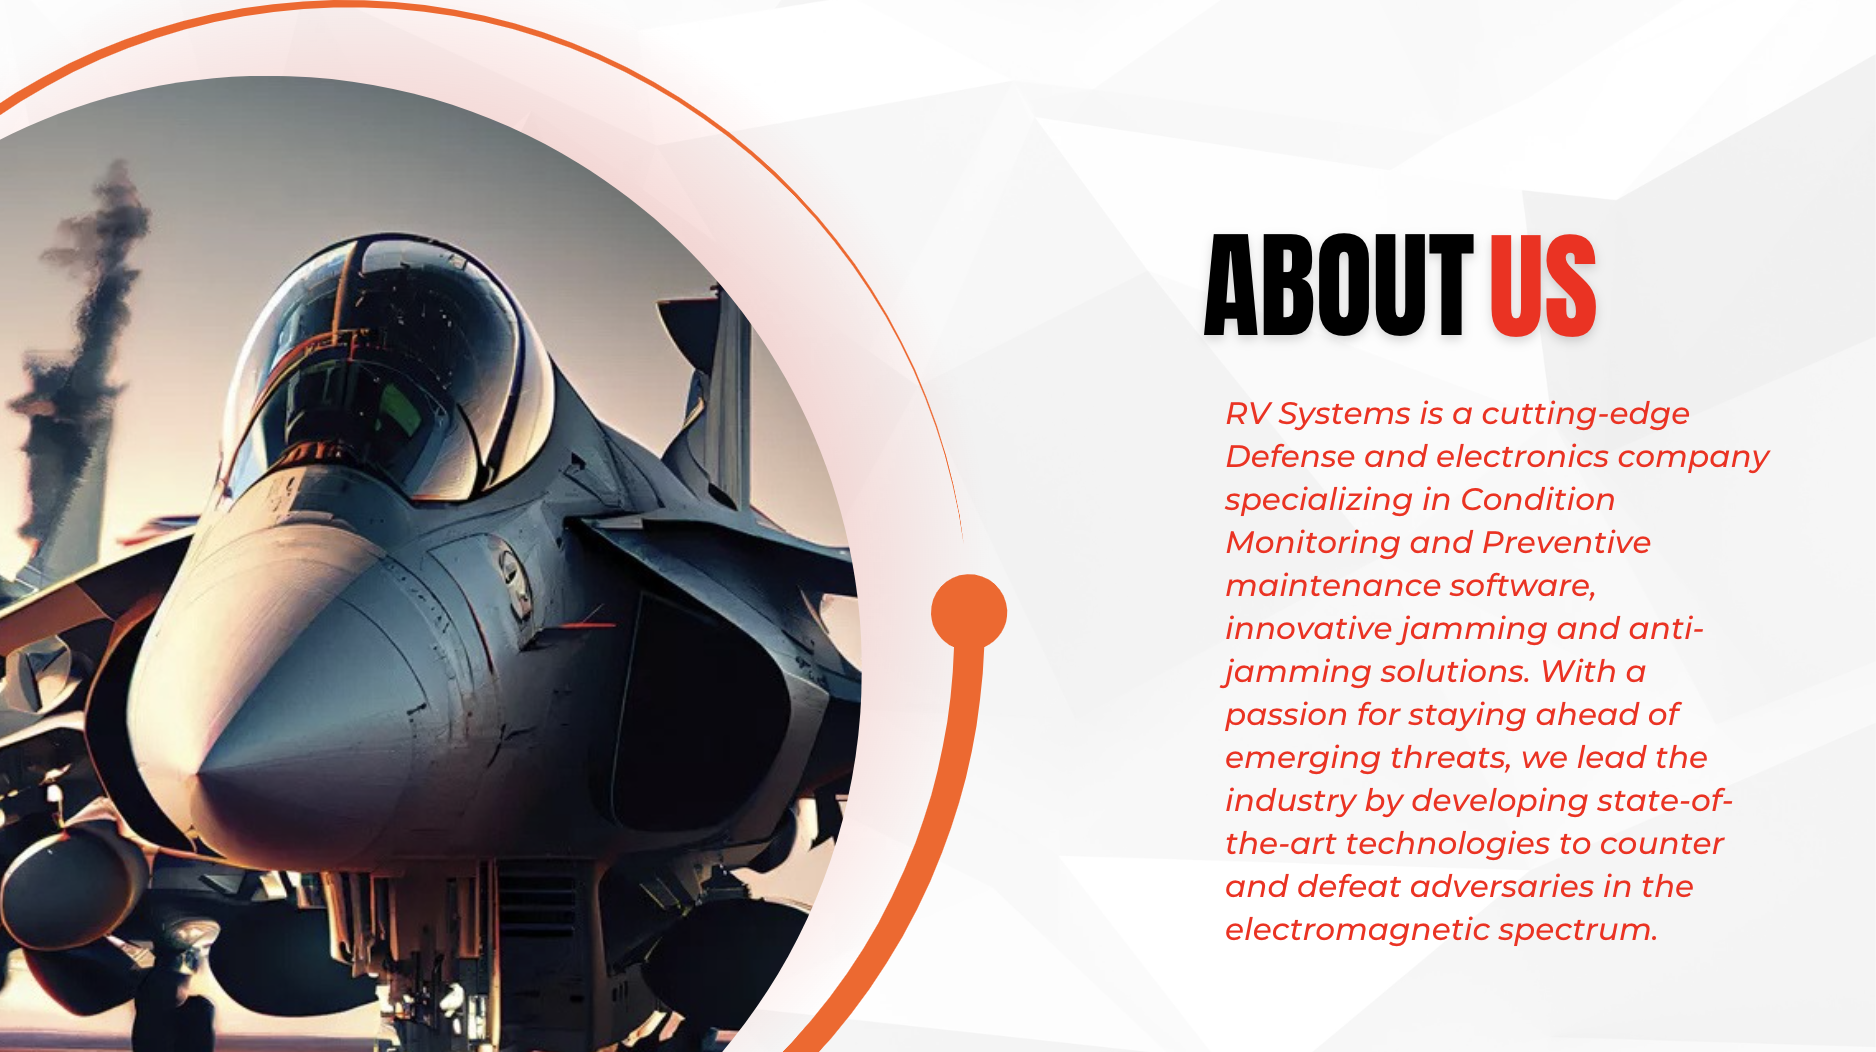 ABOUT US
RV Systems is a cutting-edge
Defense and electronics company
specializing in Condition
Monitoring and Preventive
maintenance software,
innovative jamming and anti-
jamming solutions. With a
passion for staying ahead of
emerging threats, we lead the
industry by developing state-of-
the-art technologies to counter
and defeat adversaries in the
electromagnetic spectrum.